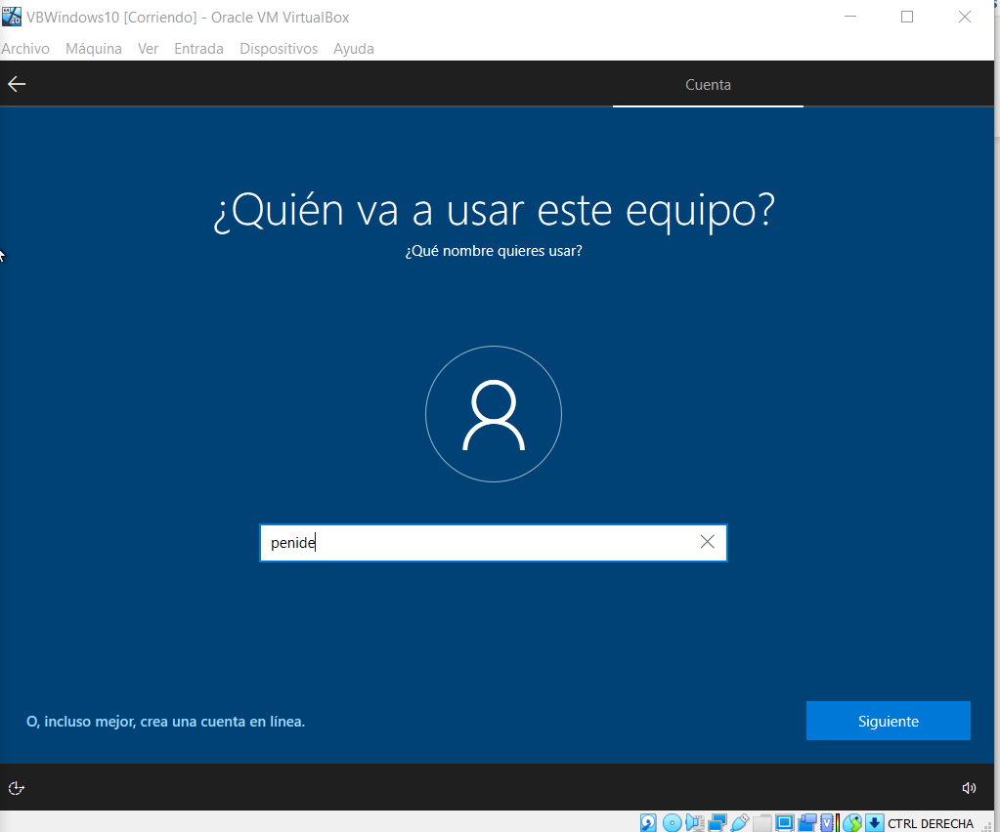 VBWindows10 [Corriendo] - Oracle VM VirtualBox
Archivo Máquina Ver Entrada Dispositivos Ayuda
Cuenta
¿Quién va a usar este equipo?
¿Qué nombre quieres usar?
penide
O, incluso mejor, crea una cuenta en línea.
Siguiente
CTRL DERECHA